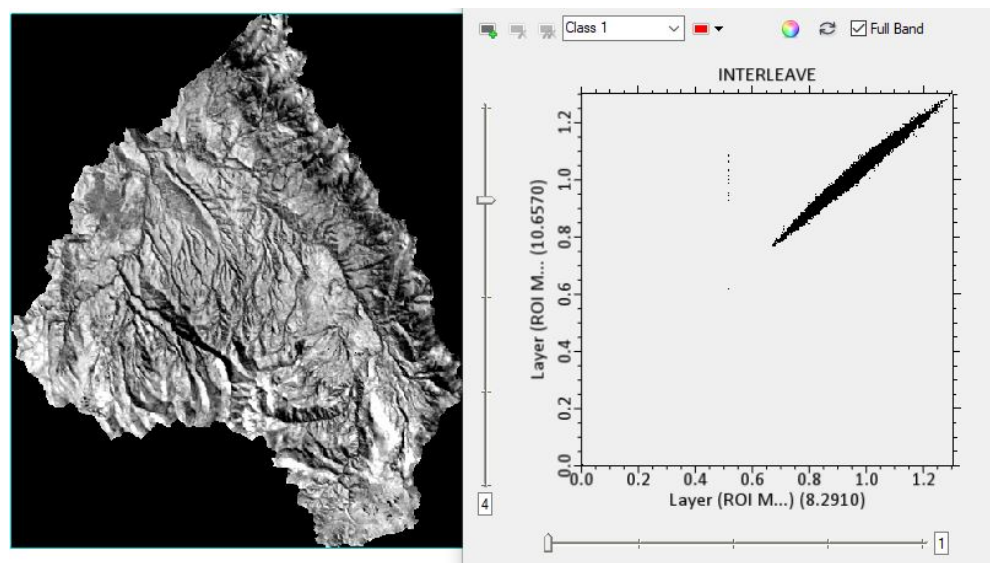 Class 1
Full Band
INTERLEAVE
1.2
1.0
0.8
0.6
0.4
0.2
0.0
Layer (ROI M... (10.6570)
0.0 0.2 0.4 0.6 0.8 1.0 1.2
Layer (ROI M...) (8.2910)
4
1